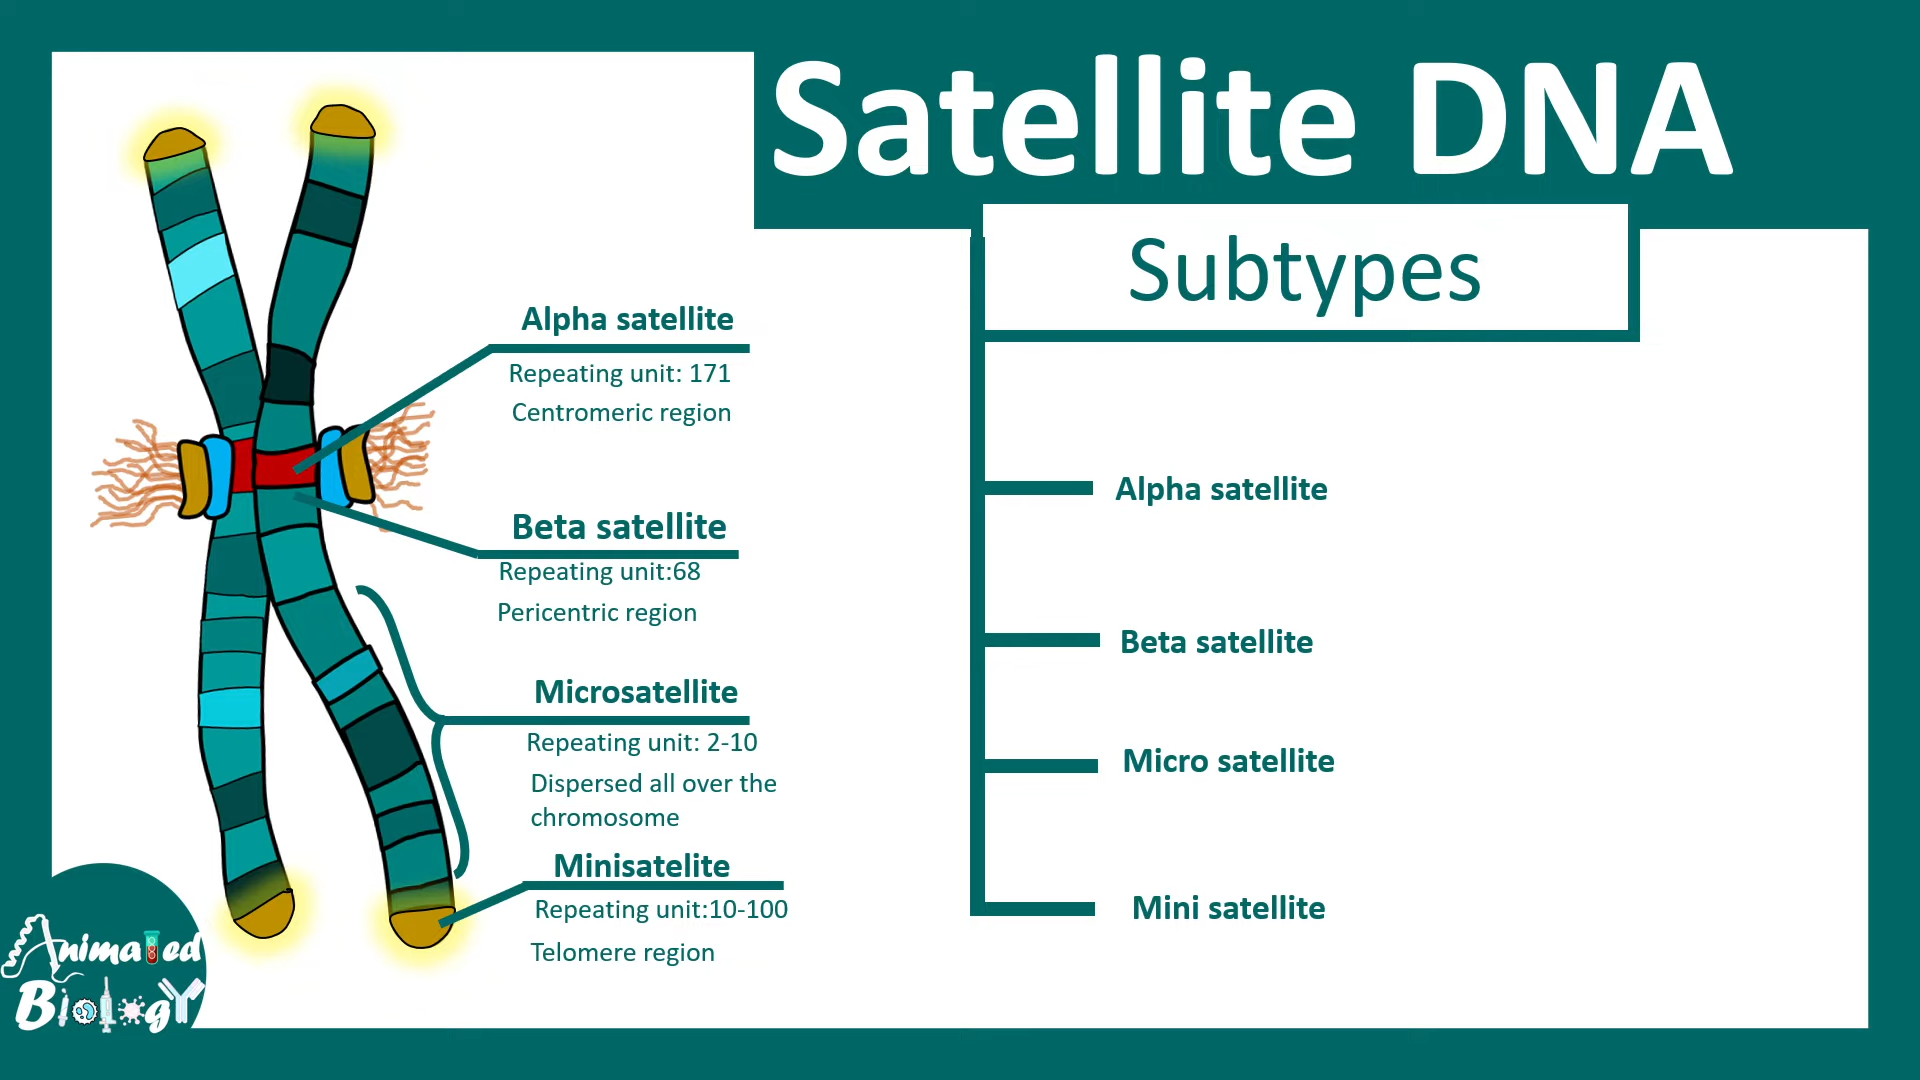 Satellite DNA
Subtypes
Alpha satellite
Repeating unit: 171
Centromeric region
Beta satellite
Repeating unit:68
Pericentric region
Microsatellite
Repeating unit: 2-10
Dispersed all over the
chromosome
Minisatelite
Repeating unit:10-100
Telomere region
Alpha satellite
Beta satellite
Micro satellite
Mini satellite
Animated
Biology